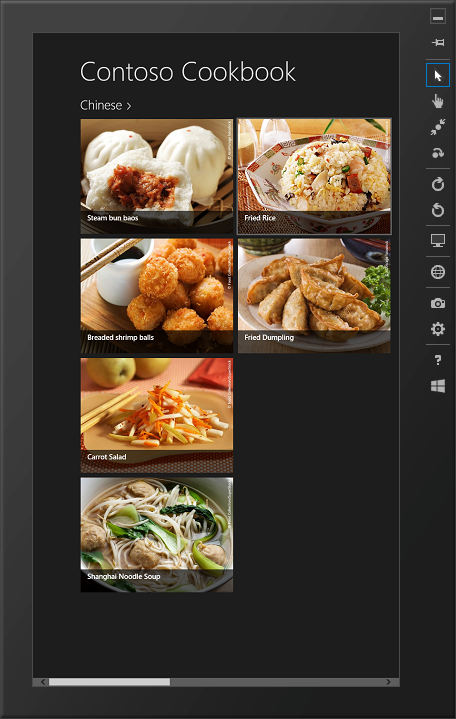 Contoso Cookbook
Chinese >
Steam bun baos
Fried Rice
Breaded shrimp balls
Fried Dumpling
Carrot Salad
Shanghai Noodle Soup
?